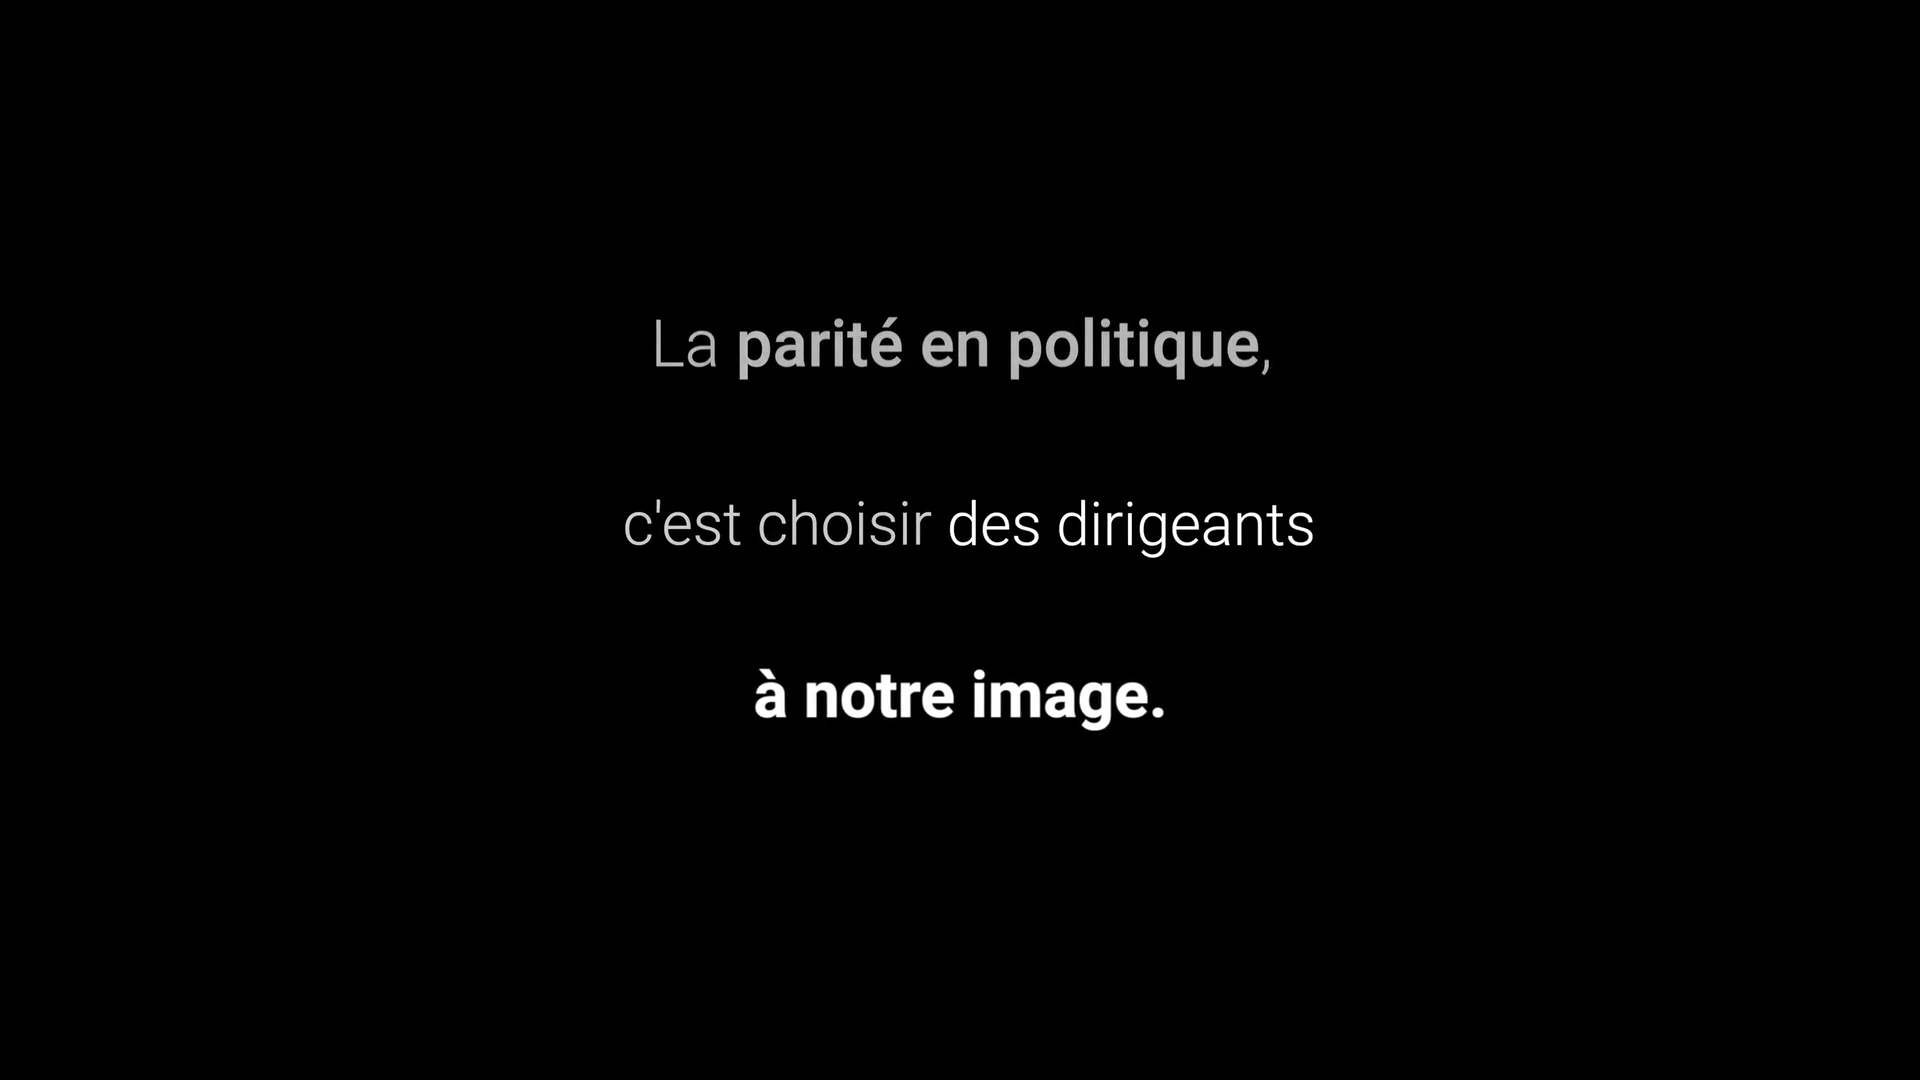 La parité en politique,
c'est choisir des dirigeants
à notre image.